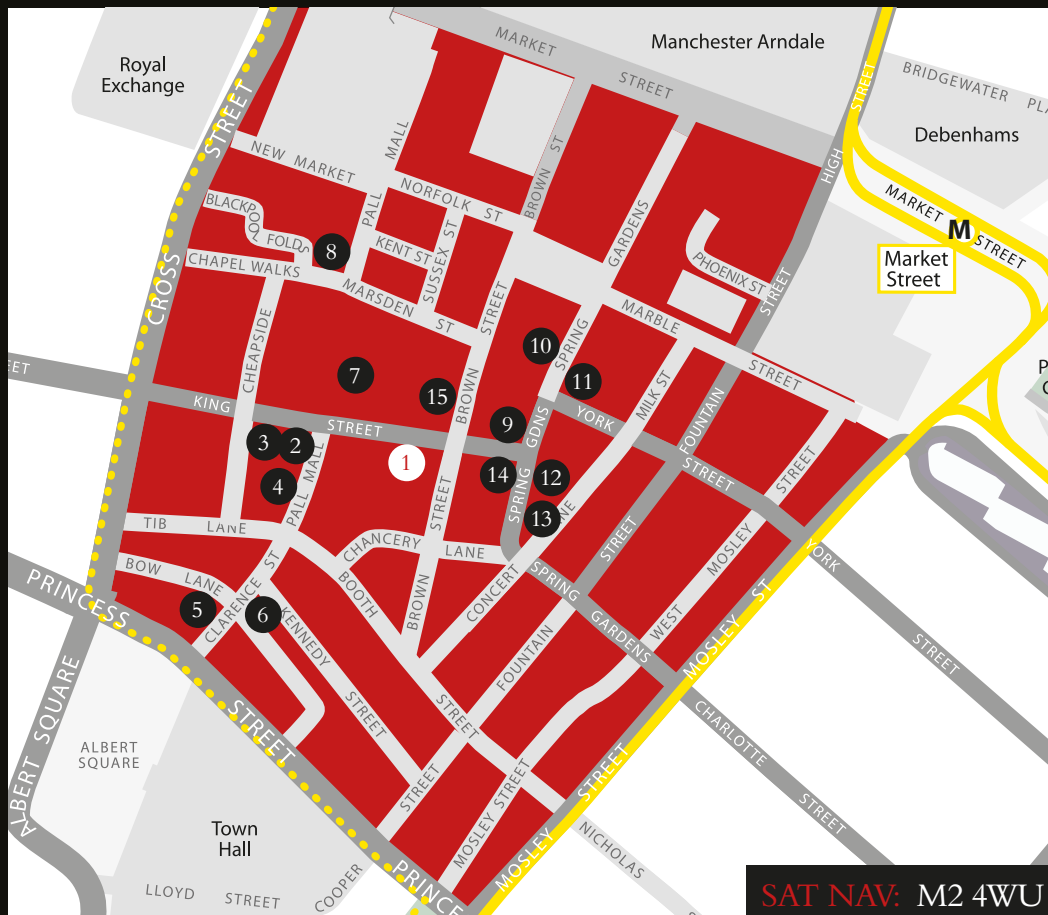 MARKET
STREET
Manchester Arndale
Royal
Exchange
STREET
HIGH
BRIDGEWATER
Debenhams
STREET
NEW MARKET
MALL
PALL
BROWN ST
NORFOLK ST
GARDENS
MARKET
STREET
M
Market
Street
BLACKPOOL
FOLDS
8
KENT ST
SUSSEX ST
PHOENIX ST
CHAPEL WALKS
MARSDEN ST
STREET
MARBLE
STREET
STREET
CROSS
CHEAPSIDE
10
SPRING
11
7
15
BROWN
MILK ST
FOUNTAIN
KING
STREET
9
GDNS
YORK
STREET
3
2
1
4
PALL MALL
14
12
13
SPRING
STREET
STREET
TIB
LANE
CHANCERY
LANE
STREET
MOSLEY
YORK
STREET
BOW
LANE
CLARENCE ST
BOOTH
BROWN
CONCERT
SPRING
GARDENS
WEST
MOSLEY ST
PRINCESS
5
6
KENNEDY
STREET
FOUNTAIN
STREET
CHARLOTTE
STREET
STREET
ALBERT SQUARE
ALBERT
SQUARE
STREET
MOSLEY STREET
MOSLEY
STREET
Town
Hall
LLOYD STREET
COOPER
NICHOLAS
SAT NAV: M2 4WU